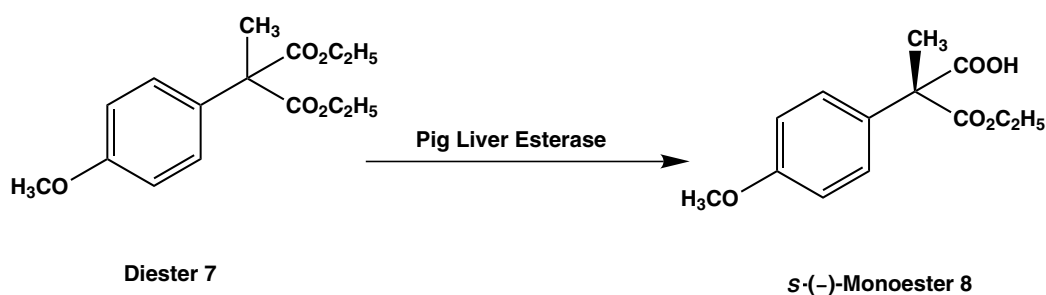 CH₃
CO₂C₂H₅
CO₂C₂H₅
H₃CO
Diester 7
Pig Liver Esterase
CH₃
COOH
CO₂C₂H₅
H₃CO
s·(−)-Monoester 8